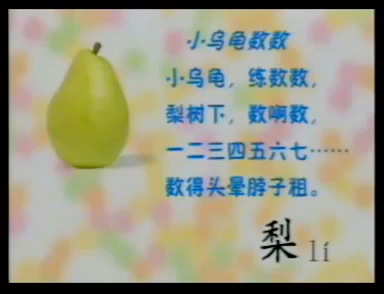 小乌龟数数
小乌龟，练数数，
梨树下，数啊数，
一二三四五六七……
数得头晕脖子粗。
梨 lí